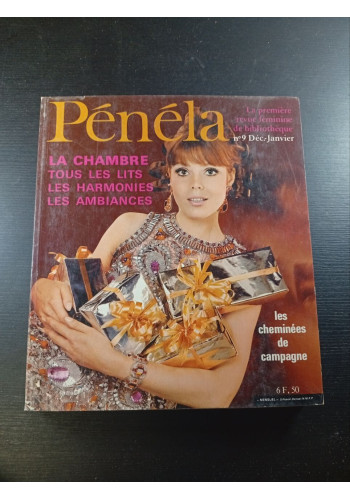 Pénéla
La première
revue féminine
de bibliothèque
n°9 Déc.-Janvier
LA CHAMBRE
TOUS LES LITS
LES HARMONIES
LES AMBIANCES
les
cheminées
de
campagne
6 F, 50
MENSUEL